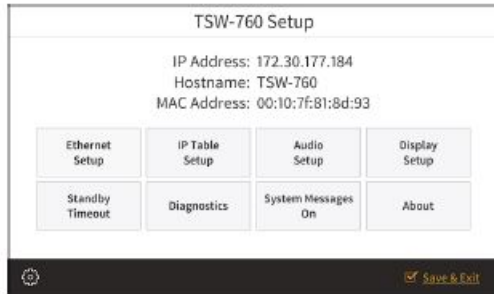 TSW-760 Setup
IP Address: 172.30.177.184
Hostname: TSW-760
MAC Address: 00:10:7f:81:8d:93
Ethernet
Setup
IP Table
Setup
Audio
Setup
Display
Setup
Standby
Timeout
Diagnostics
System Messages
On
About
Save & Exit